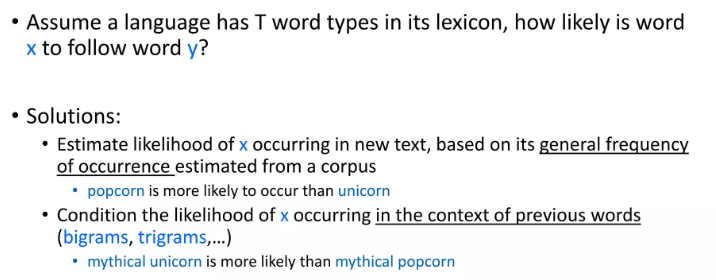 • Assume a language has T word types in its lexicon, how likely is word
x to follow word y?
• Solutions:
• Estimate likelihood of x occurring in new text, based on its general frequency
of occurrence estimated from a corpus
• popcorn is more likely to occur than unicorn
• Condition the likelihood of x occurring in the context of previous words
(bigrams, trigrams,...)
• mythical unicorn is more likely than mythical popcorn